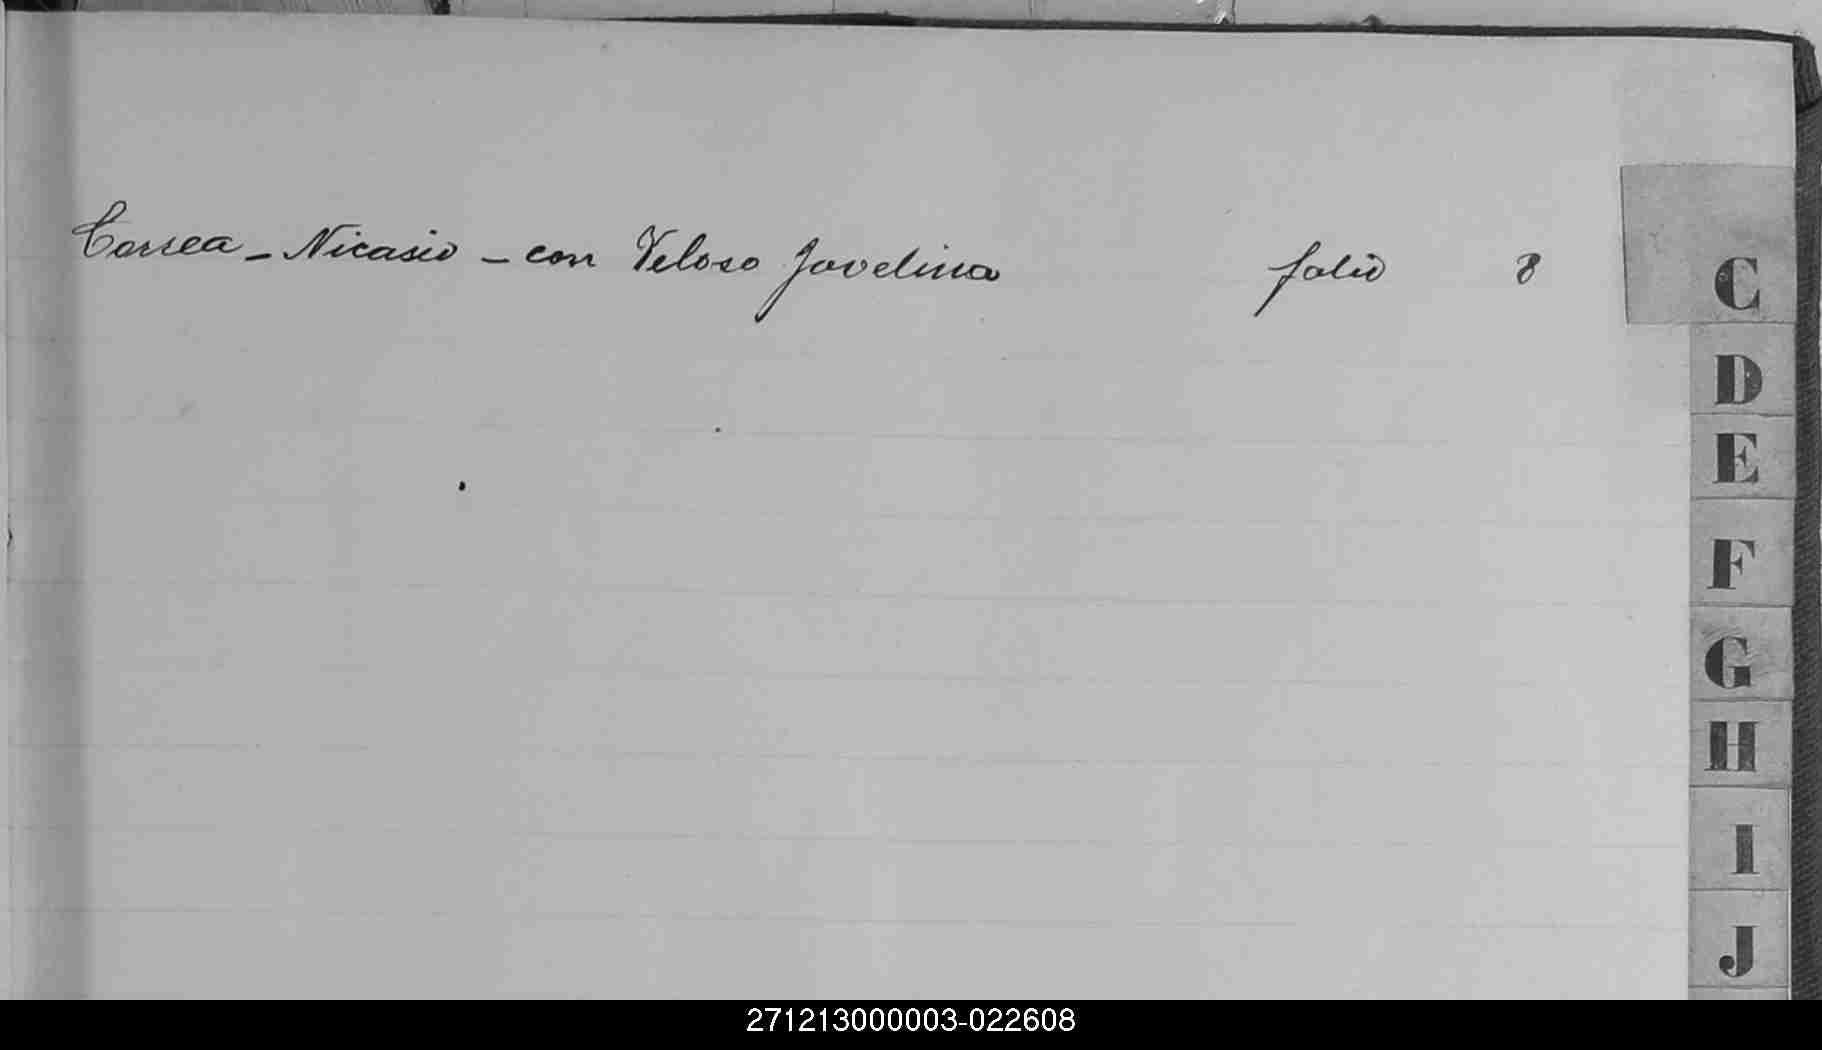 Correa - Nicasio - con Veloso Jovelina folio 8
C
D
E
F
G
H
I
J
271213000003-022608